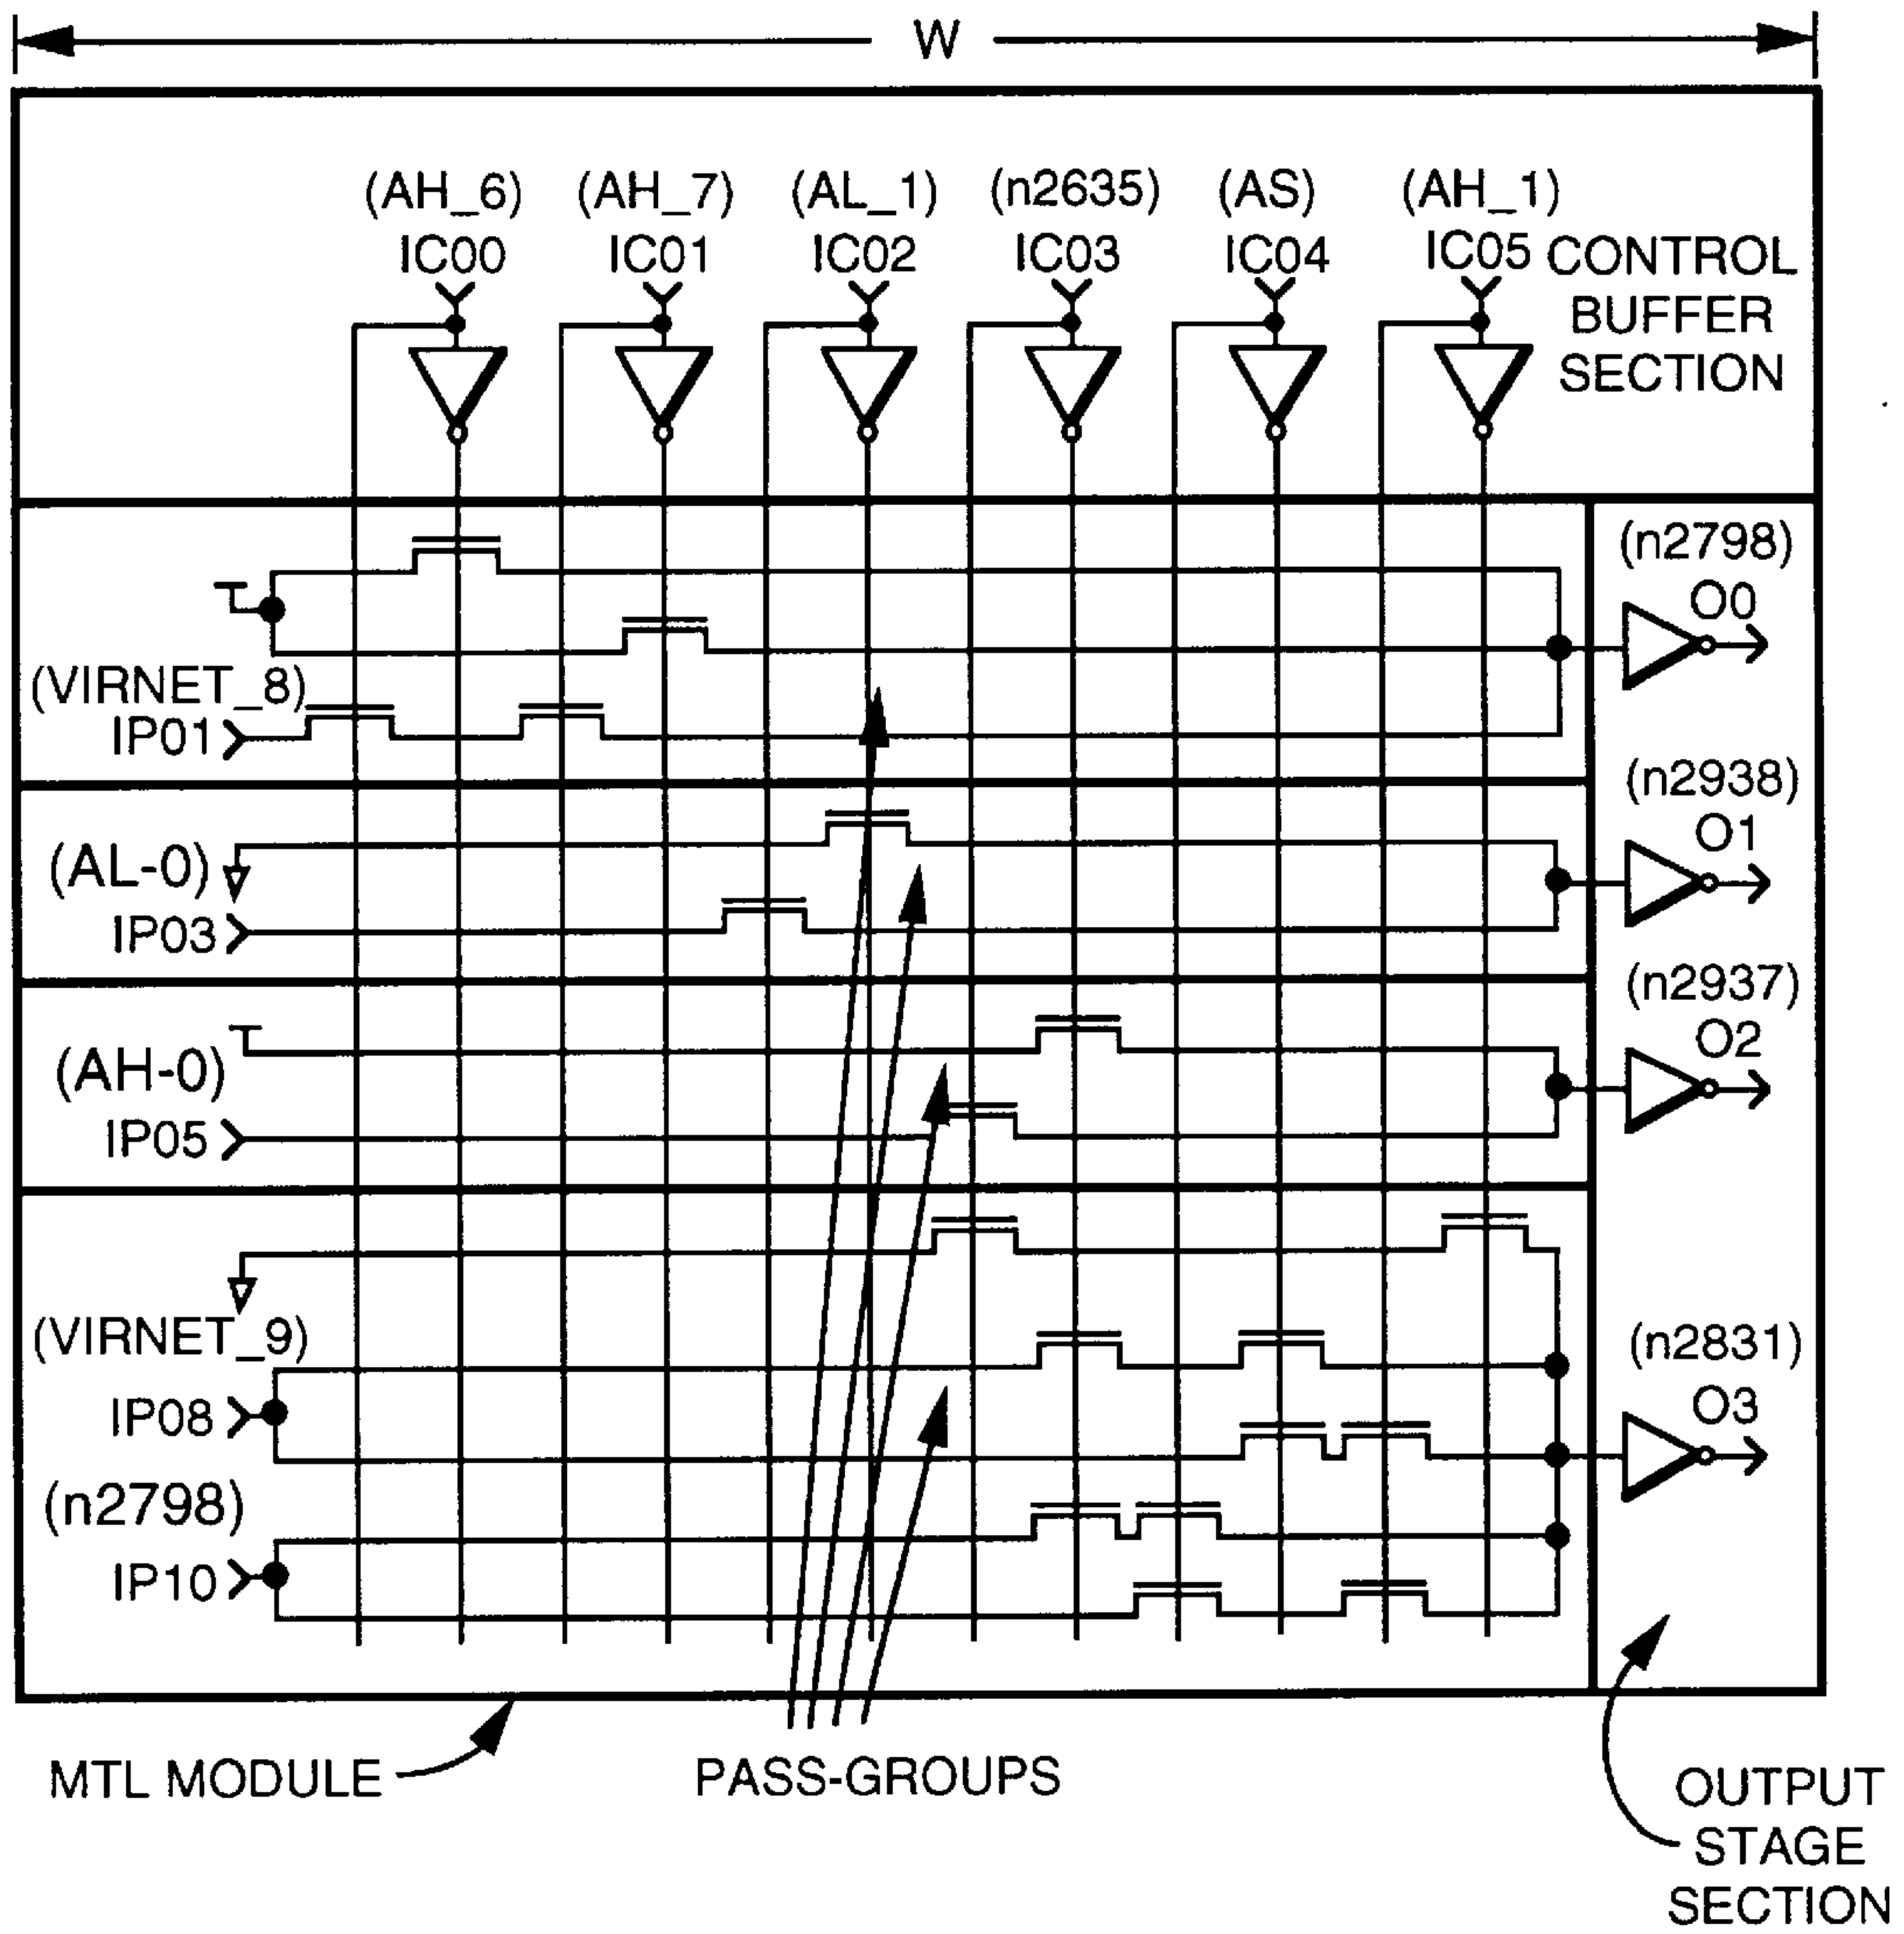 W
(AH_6) (AH_7) (AL_1) (n2635) (AS) (AH_1)
IC00 IC01 IC02 IC03 IC04 IC05
CONTROL
BUFFER
SECTION
(n2798)
O0
(VIRNET_8)
IP01
(n2938)
O1
(AL-0)
IP03
(n2937)
O2
(AH-0)
IP05
(VIRNET_9)
IP08
(n2831)
O3
(n2798)
IP10
MTL MODULE
PASS-GROUPS
OUTPUT
STAGE
SECTION